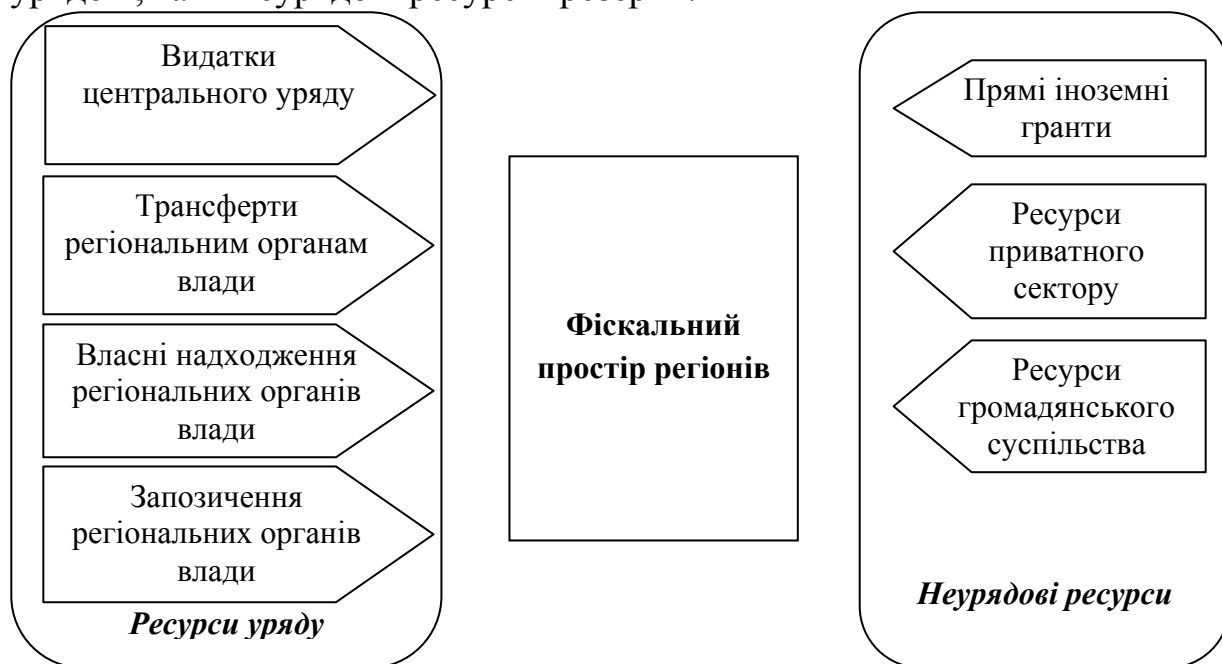 Видатки
центрального уряду
Трансферти
регіональним органам
влади
Власні надходження
регіональних органів
влади
Запозичення
регіональних органів
влади
Ресурси уряду
Фіскальний
простір регіонів
Прямі іноземні
гранти
Ресурси
приватного
сектору
Ресурси
громадянського
суспільства
Неурядові ресурси